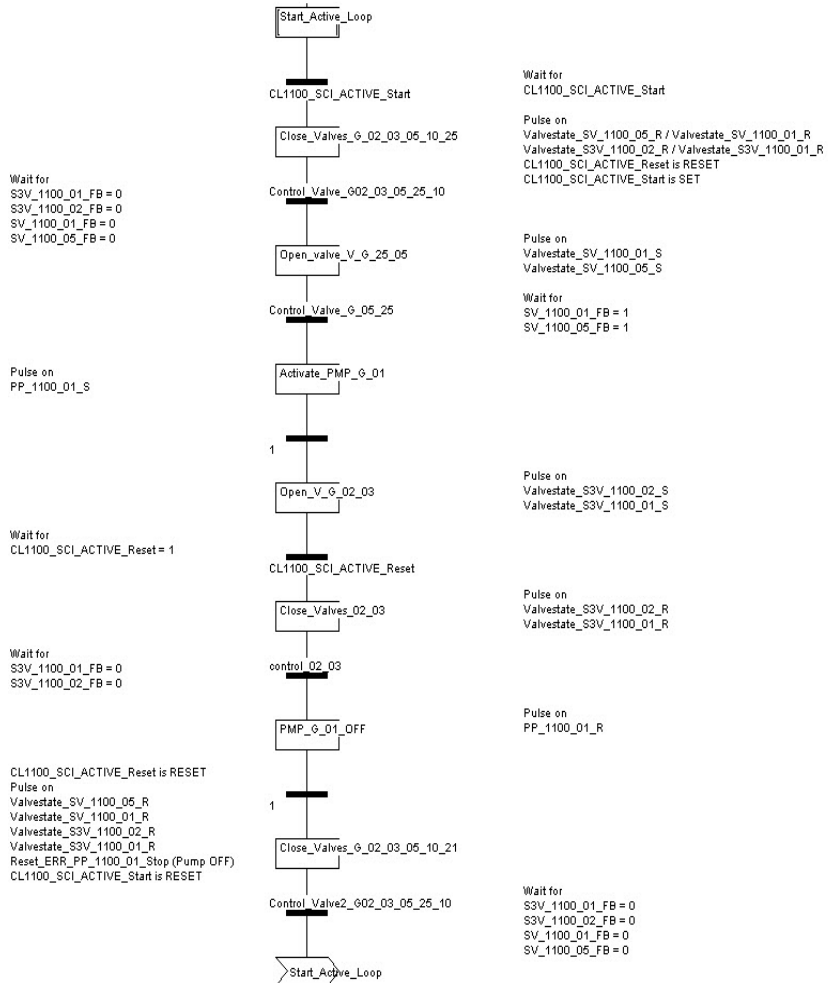 Start_Active_Loop
Wait for
CL1100_SCI_ACTIVE_Start
CL1100_SCI_ACTIVE_Start
Pulse on
Valvestate_SV_1100_05_R / Valvestate_SV_1100_01_R
Valvestate_S3V_1100_02_R / Valvestate_S3V_1100_01_R
CL1100_SCI_ACTIVE_Reset is RESET
CL1100_SCI_ACTIVE_Start is SET
Close_Valves_G_02_03_05_10_25
Wait for
S3V_1100_01_FB = 0
S3V_1100_02_FB = 0
SV_1100_01_FB = 0
SV_1100_05_FB = 0
Control_Valve_G02_03_05_25_10
Open_valve_V_G_25_05
Pulse on
Valvestate_SV_1100_01_S
Valvestate_SV_1100_05_S
Control_Valve_G_05_25
Wait for
SV_1100_01_FB = 1
SV_1100_05_FB = 1
Pulse on
PP_1100_01_S
Activate_PMP_G_01
1
Open_V_G_02_03
Pulse on
Valvestate_S3V_1100_02_S
Valvestate_S3V_1100_01_S
Wait for
CL1100_SCI_ACTIVE_Reset = 1
CL1100_SCI_ACTIVE_Reset
Close_Valves_02_03
Pulse on
Valvestate_S3V_1100_02_R
Valvestate_S3V_1100_01_R
Wait for
S3V_1100_01_FB = 0
S3V_1100_02_FB = 0
control_02_03
PMP_G_01_OFF
Pulse on
PP_1100_01_R
CL1100_SCI_ACTIVE_Reset is RESET
Pulse on
Valvestate_SV_1100_05_R
Valvestate_SV_1100_01_R
Valvestate_S3V_1100_02_R
Valvestate_S3V_1100_01_R
Reset_ERR_PP_1100_01_Stop (Pump OFF)
CL1100_SCI_ACTIVE_Start is RESET
1
Close_Valves_G_02_03_05_10_21
Control_Valve2_G02_03_05_25_10
Wait for
S3V_1100_01_FB = 0
S3V_1100_02_FB = 0
SV_1100_01_FB = 0
SV_1100_05_FB = 0
Start_Active_Loop